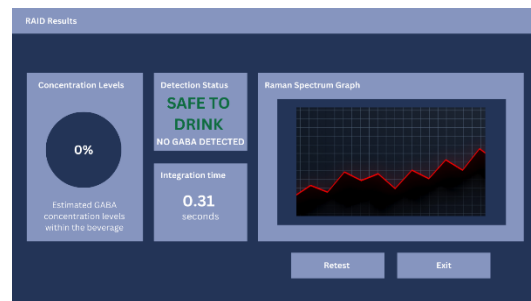 RAID Results
Concentration Levels
0%
Estimated GABA
concentration levels
within the beverage
Detection Status
SAFE TO
DRINK
NO GABA DETECTED
Integration time
0.31
seconds
Raman Spectrum Graph
Retest
Exit